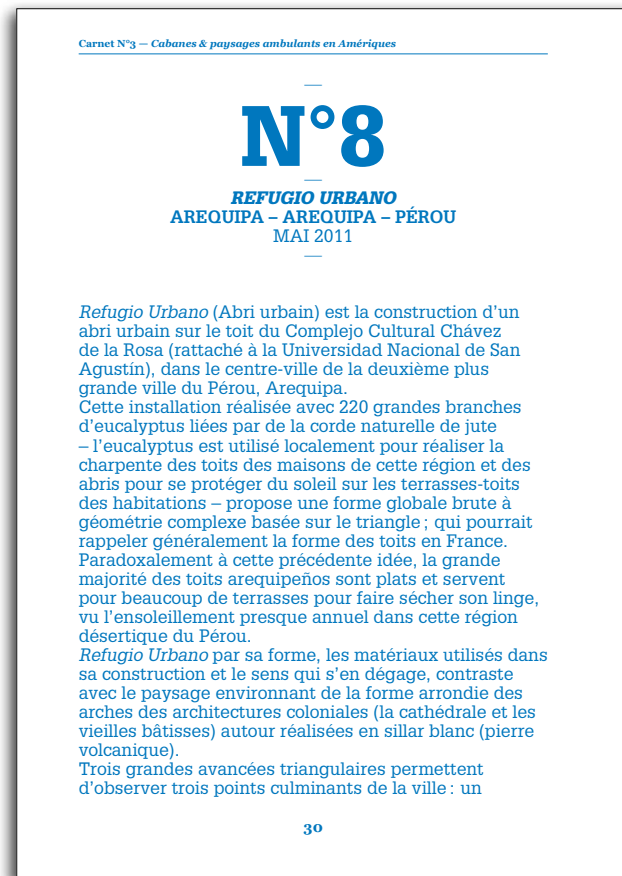 Carnet N°3 — Cabanes & paysages ambulants en Amériques
N°8
REFUGIO URBANO
AREQUIPA – AREQUIPA – PÉROU
MAI 2011
Refugio Urbano (Abri urbain) est la construction d'un
abri urbain sur le toit du Complejo Cultural Chávez
de la Rosa (rattaché à la Universidad Nacional de San
Agustín), dans le centre-ville de la deuxième plus
grande ville du Pérou, Arequipa.
Cette installation réalisée avec 220 grandes branches
d'eucalyptus liées par de la corde naturelle de jute
– l'eucalyptus est utilisé localement pour réaliser la
charpente des toits des maisons de cette région et des
abris pour se protéger du soleil sur les terrasses-toits
des habitations – propose une forme globale brute à
géométrie complexe basée sur le triangle ; qui pourrait
rappeler généralement la forme des toits en France.
Paradoxalement à cette précédente idée, la grande
majorité des toits arequipeños sont plats et servent
pour beaucoup de terrasses pour faire sécher son linge,
vu l'ensoleillement presque annuel dans cette région
désertique du Pérou.
Refugio Urbano par sa forme, les matériaux utilisés dans
sa construction et le sens qui s'en dégage, contraste
avec le paysage environnant de la forme arrondie des
arches des architectures coloniales (la cathédrale et les
vieilles bâtisses) autour réalisées en sillar blanc (pierre
volcanique).
Trois grandes avancées triangulaires permettent
d'observer trois points culminants de la ville : un
30